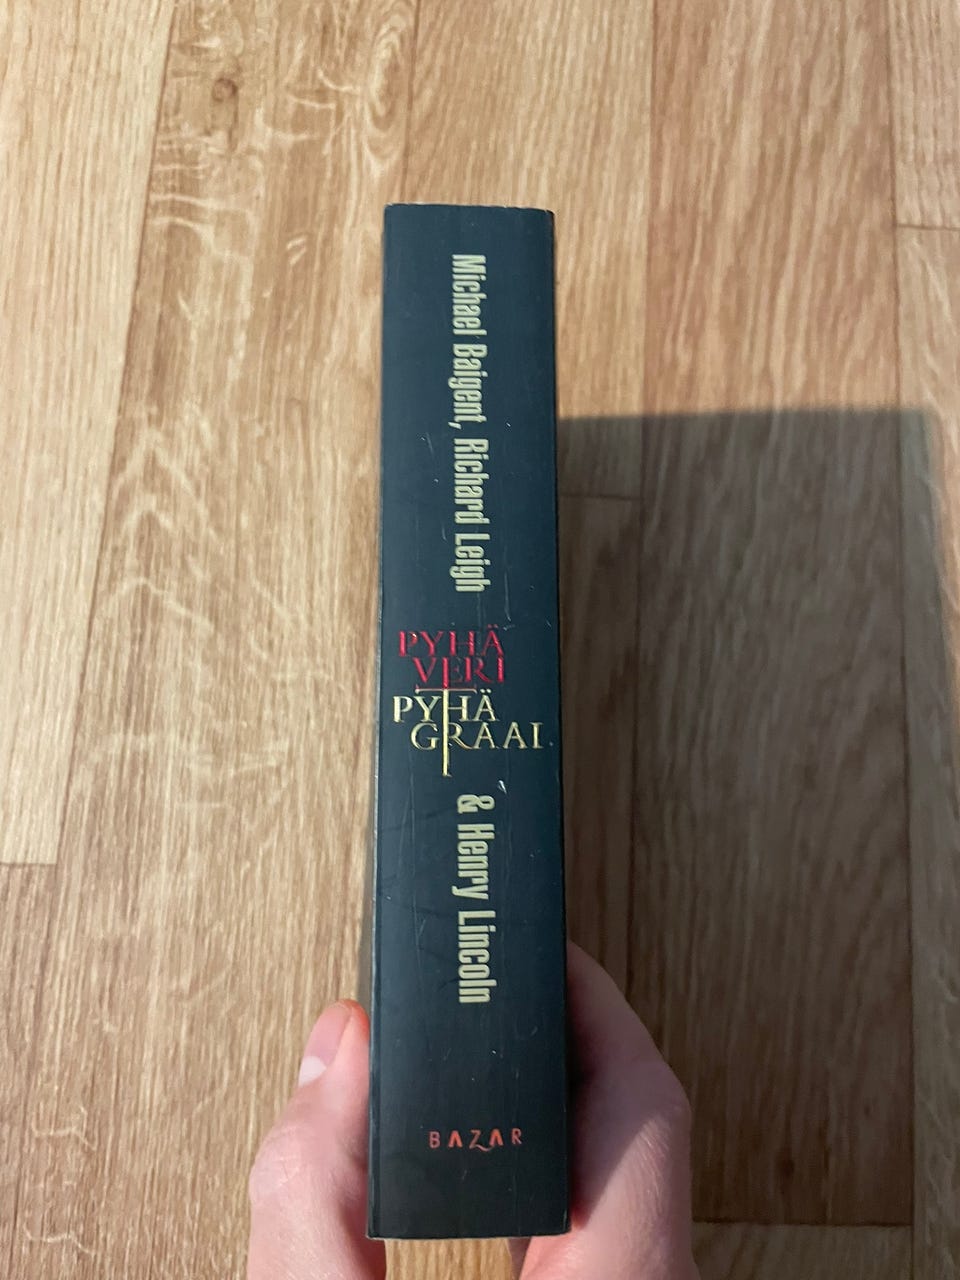 Michael Baigent, Richard Leigh
PYHÄ
VERI
PYHÄ
GRAAL
& Henry Lincoln
BAZAR